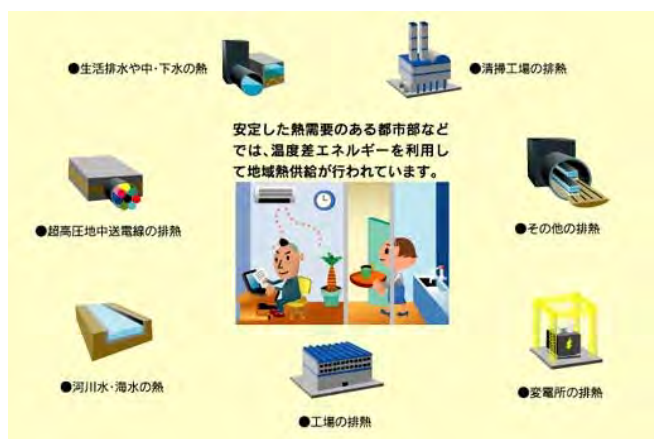 ●生活排水や中・下水の熱
●清掃工場の排熱
安定した熱需要のある都市部など
では、温度差エネルギーを利用し
て地域熱供給が行われています。
●超高圧地中送電線の排熱
●その他の排熱
●河川水・海水の熱
●変電所の排熱
●工場の排熱